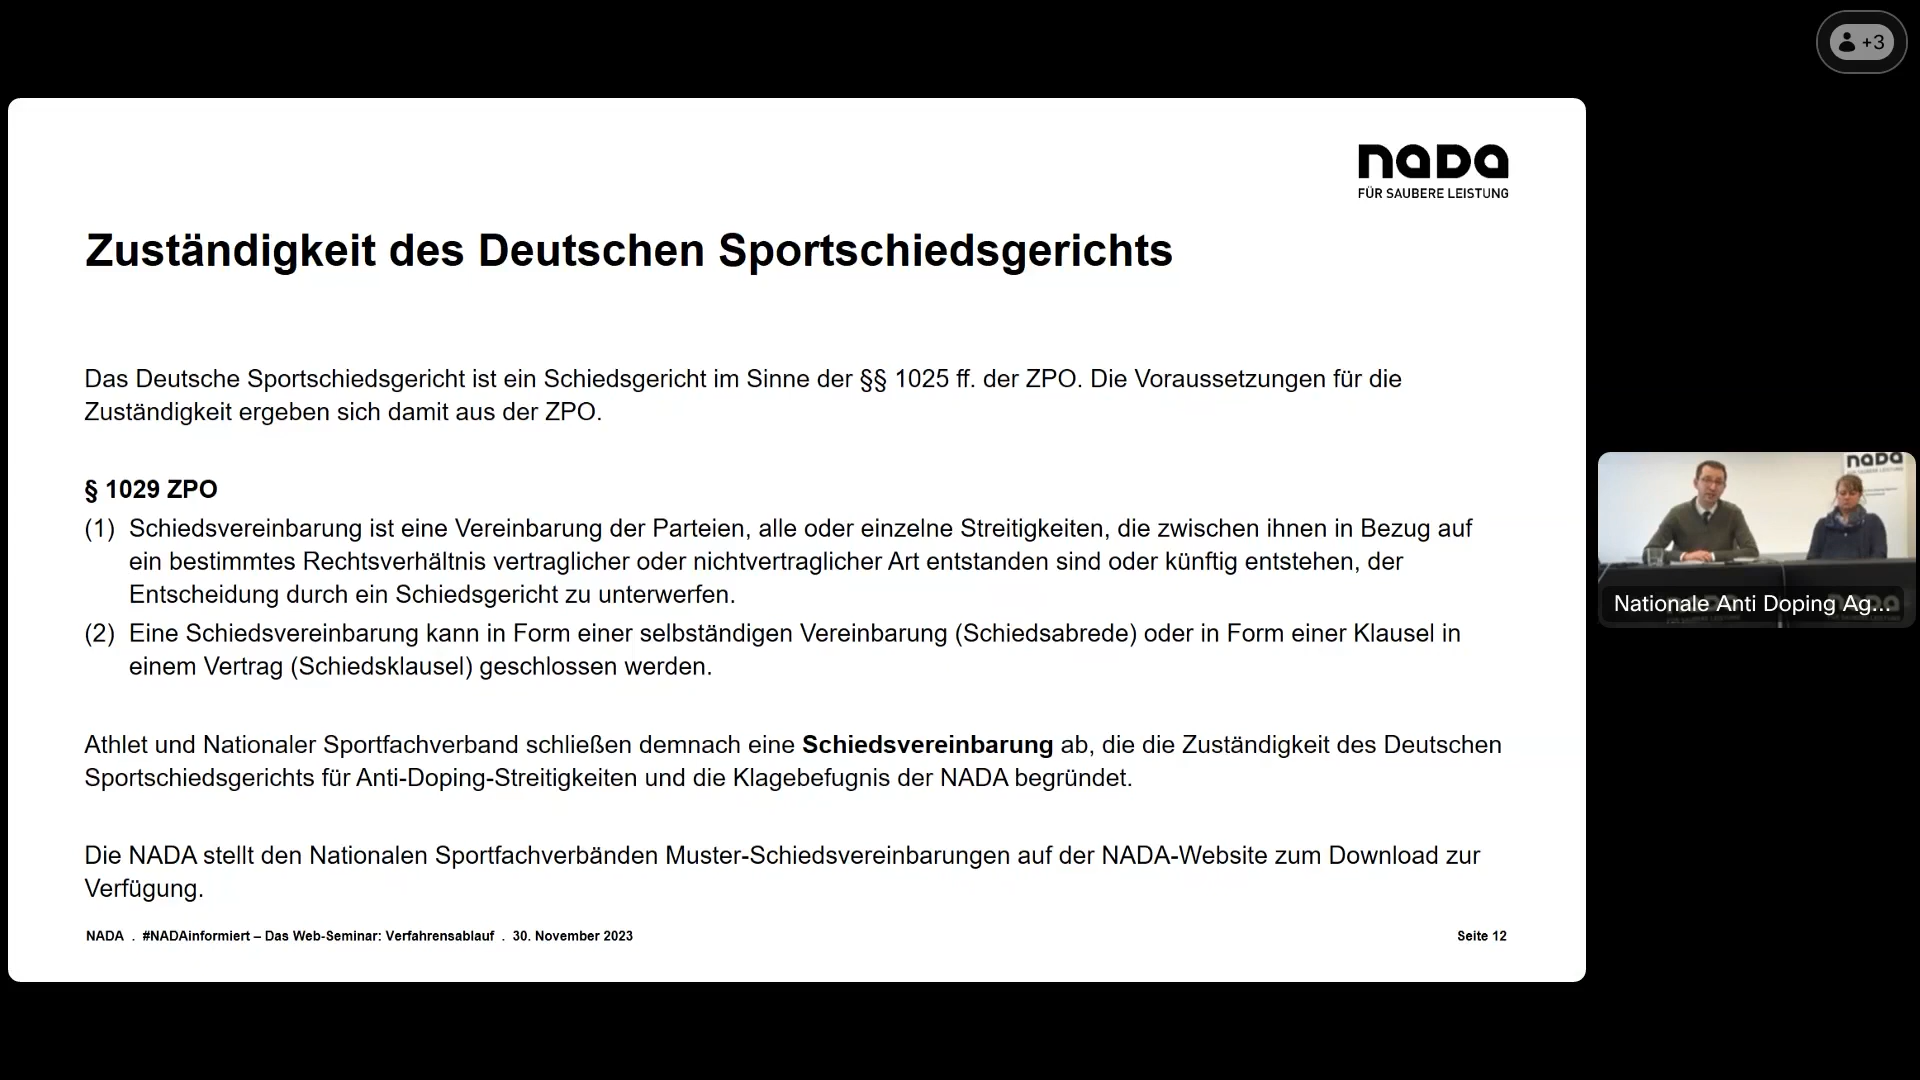 +3
nada
FÜR SAUBERE LEISTUNG
Zuständigkeit des Deutschen Sportschiedsgerichts
Das Deutsche Sportschiedsgericht ist ein Schiedsgericht im Sinne der §§ 1025 ff. der ZPO. Die Voraussetzungen für die
Zuständigkeit ergeben sich damit aus der ZPO.
§ 1029 ZPO
(1) Schiedsvereinbarung ist eine Vereinbarung der Parteien, alle oder einzelne Streitigkeiten, die zwischen ihnen in Bezug auf
ein bestimmtes Rechtsverhältnis vertraglicher oder nichtvertraglicher Art entstanden sind oder künftig entstehen, der
Entscheidung durch ein Schiedsgericht zu unterwerfen.
(2) Eine Schiedsvereinbarung kann in Form einer selbständigen Vereinbarung (Schiedsabrede) oder in Form einer Klausel in
einem Vertrag (Schiedsklausel) geschlossen werden.
Athlet und Nationaler Sportfachverband schließen demnach eine Schiedsvereinbarung ab, die die Zuständigkeit des Deutschen
Sportschiedsgerichts für Anti-Doping-Streitigkeiten und die Klagebefugnis der NADA begründet.
Die NADA stellt den Nationalen Sportfachverbänden Muster-Schiedsvereinbarungen auf der NADA-Website zum Download zur
Verfügung.
NADA . #NADAinformiert – Das Web-Seminar: Verfahrensablauf . 30. November 2023
Seite 12
nada
Nationale Anti Doping Ag...